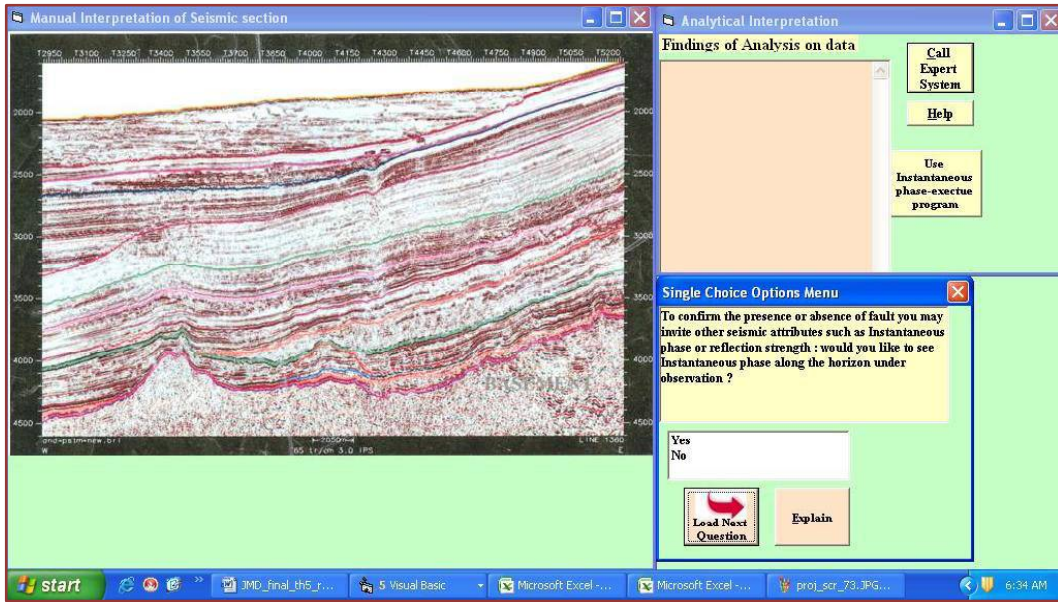 Manual Interpretation of Seismic section
T2950 T3100 T3250 T3400 T3550 T3700 T3850 T4000 T4150 T4300 T4450 T4600 T4750 T4900 T5050 T5200
2000
2500
3000
3500
4000
4500
2000
2500
3000
3500
4000
4500
BASEMENT
and-pstm-new.bri
2050m
LINE 1360
W
65 tr/cm 3.0 IPS
E
Analytical Interpretation
Findings of Analysis on data
Call
Expert
System
Help
Use
Instantaneous
phase-exectue
program
Single Choice Options Menu
To confirm the presence or absence of fault you may
invite other seismic attributes such as Instantaneous
phase or reflection strength : would you like to see
Instantaneous phase along the horizon under
observation ?
Yes
No
Load Next
Question
Explain
start
»
JMD_final_th5_r...
5 Visual Basic
Microsoft Excel -...
Microsoft Excel -...
proj_scr_73.JPG...
6:34 AM